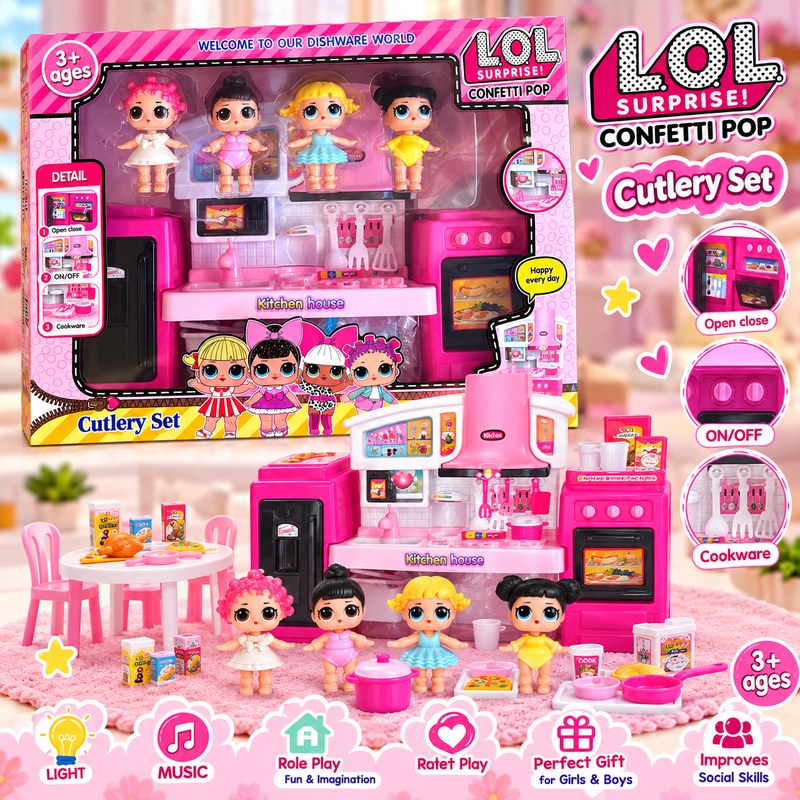 3+
ages
WELCOME TO OUR DISHWARE WORLD
L.O.L
SURPRISE!
CONFETTI POP
DETAIL
1 Open close
2 ON/OFF
3 Cookware
Happy
every day
Kitchen house
Cutlery Set
L.O.L
SURPRISE!
CONFETTI POP
Cutlery Set
Open close
ON/OFF
Cookware
Kitchen
Kitchen house
COOK
3+
ages
LIGHT
MUSIC
Role Play
Fun & Imagination
Ratet Play
Perfect Gift
for Girls & Boys
Improves
Social Skills